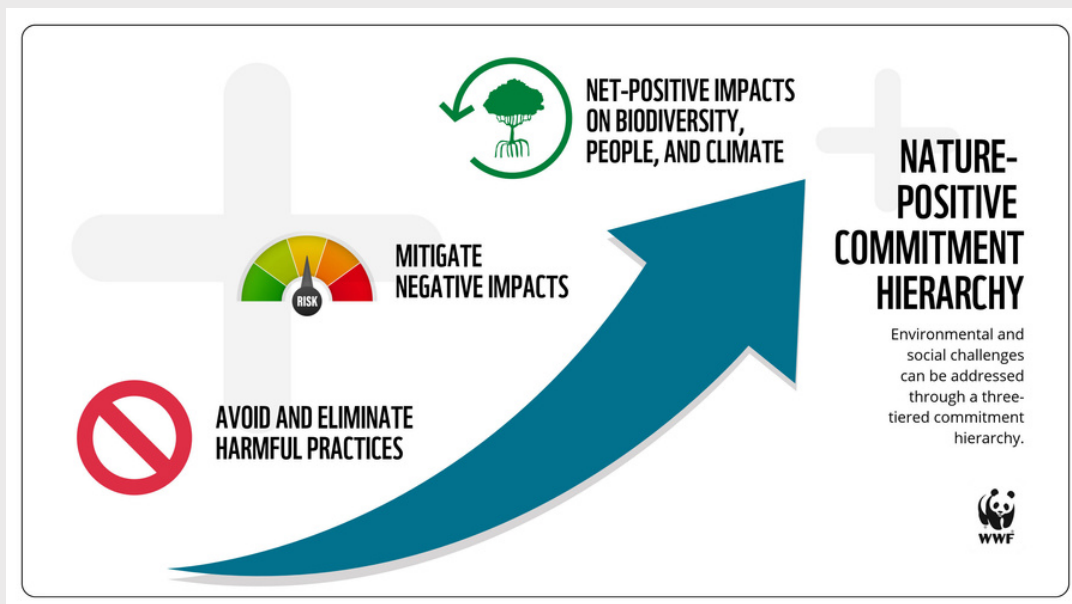 NET-POSITIVE IMPACTS
ON BIODIVERSITY,
PEOPLE, AND CLIMATE
NATURE-
POSITIVE
COMMITMENT
HIERARCHY
Environmental and
social challenges
can be addressed
through a three-
tiered commitment
hierarchy.
MITIGATE
NEGATIVE IMPACTS
RISK
AVOID AND ELIMINATE
HARMFUL PRACTICES
WWF